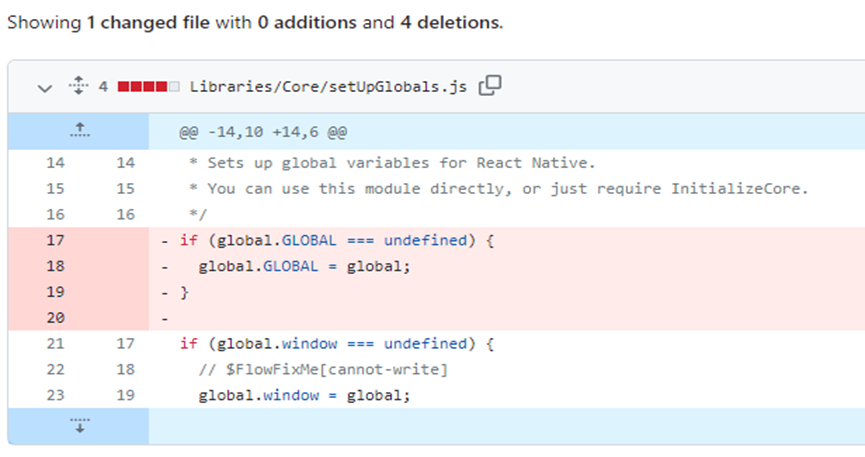 Showing 1 changed file with 0 additions and 4 deletions.
4 Libraries/Core/setUpGlobals.js
@@ -14,10 +14,6 @@
14 14 * Sets up global variables for React Native.
15 15 * You can use this module directly, or just require InitializeCore.
16 16 */
17 - if (global.GLOBAL === undefined) {
18 - global.GLOBAL = global;
19 - }
20 -
21 17 if (global.window === undefined) {
22 18 // $FlowFixMe[cannot-write]
23 19 global.window = global;